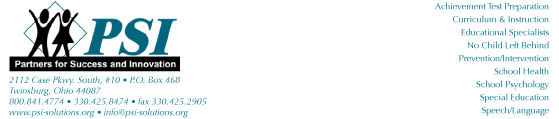 PSI
Partners for Success and Innovation
2112 Case Pkwy. South, #10 • P.O. Box 468
Twinsburg, Ohio 44087
800.841.4774 • 330.425.8474 • fax 330.425.2905
www.psi-solutions.org • info@psi-solutions.org
Achievement Test Preparation
Curriculum & Instruction
Educational Specialists
No Child Left Behind
Prevention/Intervention
School Health
School Psychology
Special Education
Speech/Language